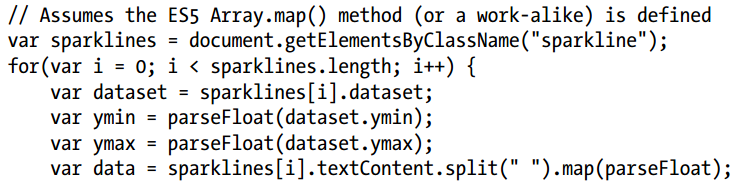 // Assumes the ES5 Array.map() method (or a work-alike) is defined
var sparklines = document.getElementsByClassName("sparkline");
for(var i = 0; i < sparklines.length; i++) {
    var dataset = sparklines[i].dataset;
    var ymin = parseFloat(dataset.ymin);
    var ymax = parseFloat(dataset.ymax);
    var data = sparklines[i].textContent.split(" ").map(parseFloat);